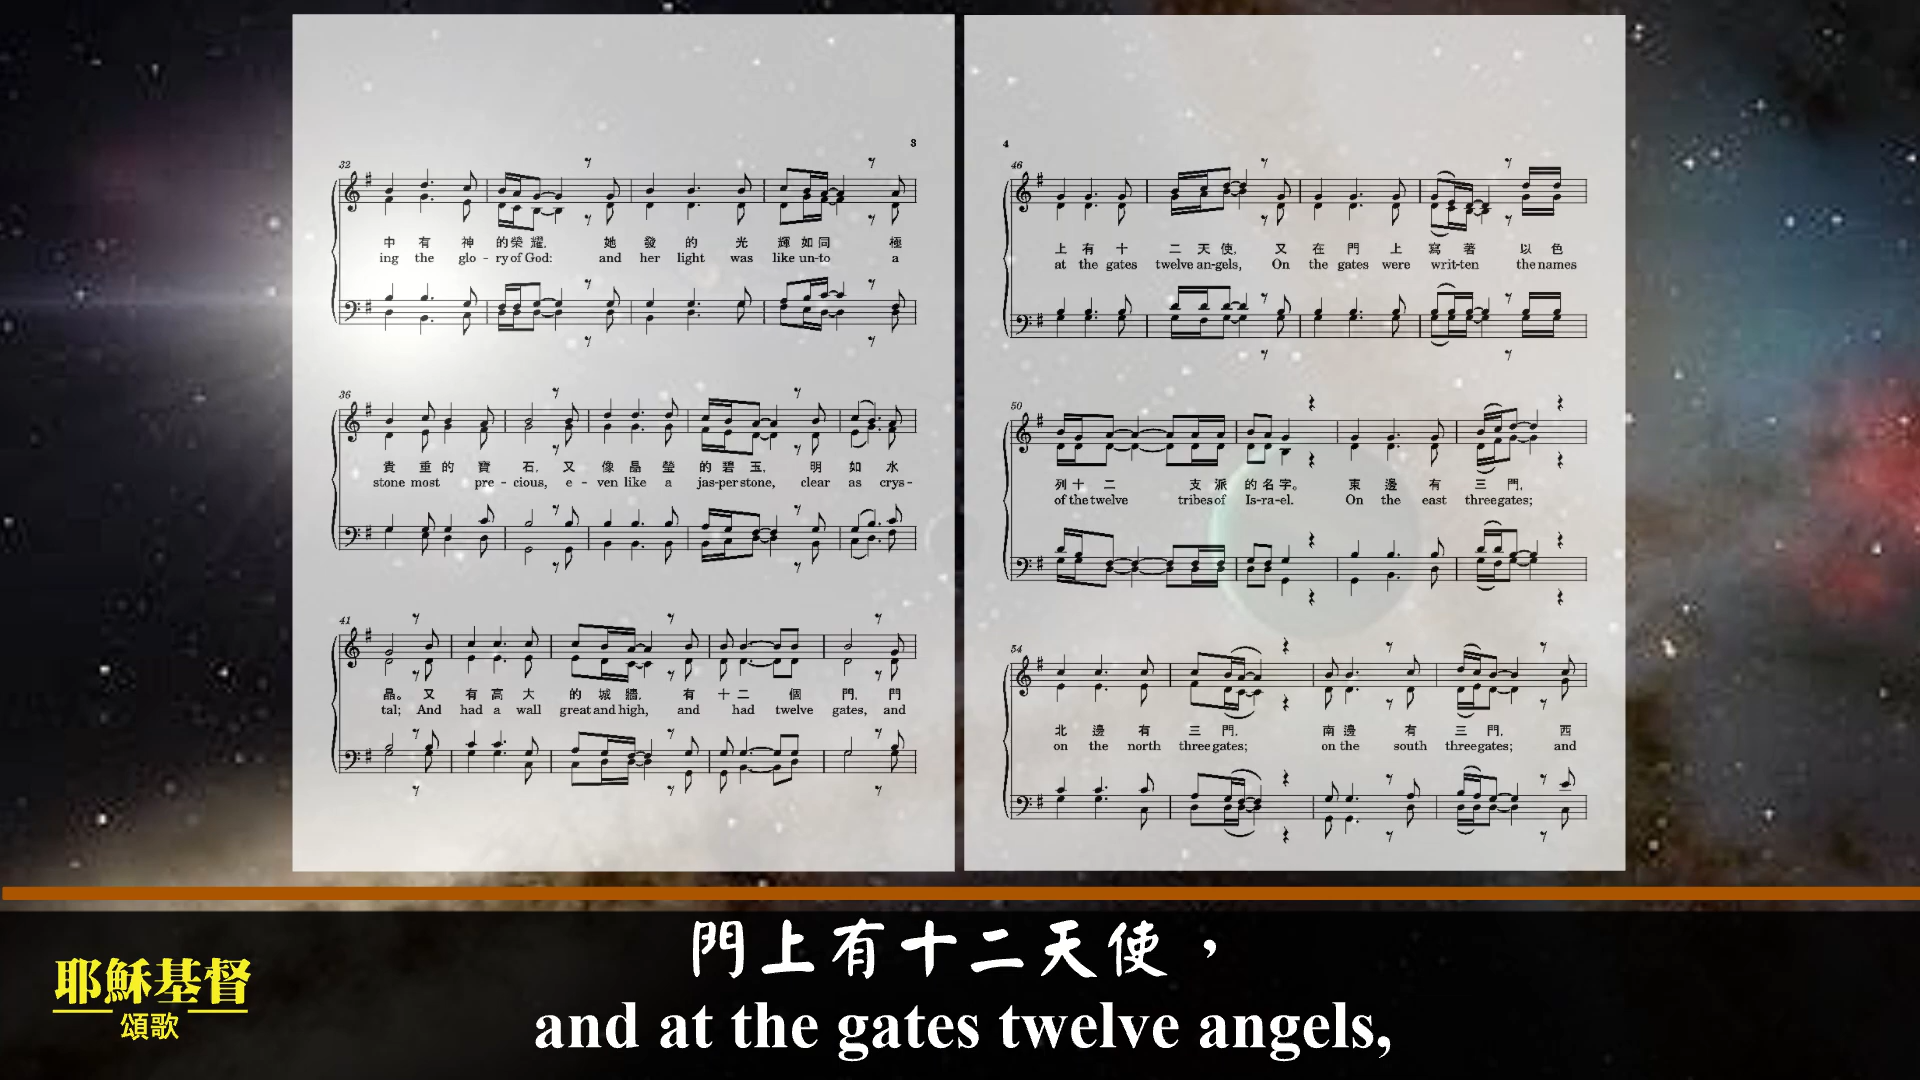 3
32
中 有 神 的榮耀, 她 發 的 光 輝如同 極
ing the glo - ry of God: and her light was like un-to a
36
貴 重的 寶 石, 又 像晶 瑩 的碧玉, 明 如 水
stone most pre - cious, e - ven like a jas-per stone, clear as crys -
41
晶。 又 有高 大 的城牆, 有 十二 個 門, 門
tal; And had a wall great and high, and had twelve gates, and
4
46
上有十 二天使, 又 在 門 上 寫著 以色
at the gates twelve an-gels, On the gates were writ-ten the names
50
列十二 支派 的名字。 東 邊 有 三門,
of the twelve tribes of Is-ra-el. On the east three gates;
54
北 邊 有 三門, 南邊 有 三門, 西
on the north three gates; on the south three gates; and
門上有十二天使，
and at the gates twelve angels,
耶穌基督
頌歌